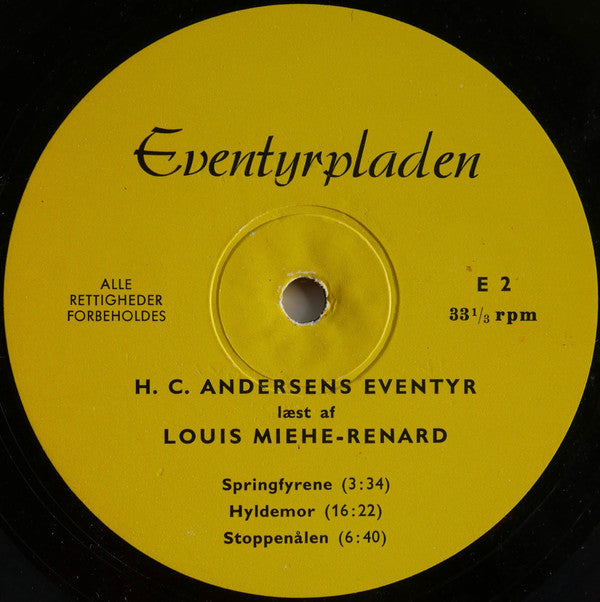 Eventyrpladen
ALLE
RETTIGHEDER
FORBEHOLDES
E 2
33 1/3 rpm
H. C. ANDERSENS EVENTYR
læst af
LOUIS MIEHE-RENARD
Springfyrene (3:34)
Hyldemor (16:22)
Stoppenålen (6:40)